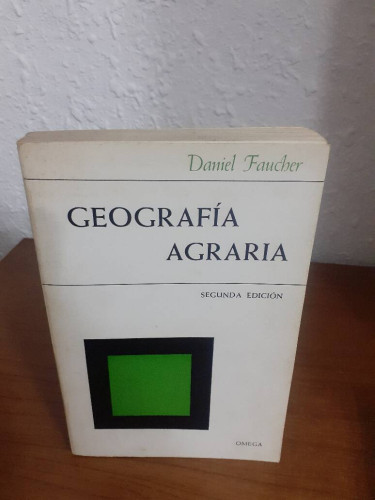 Daniel Faucher
GEOGRAFÍA
AGRARIA
SEGUNDA EDICIÓN
OMEGA